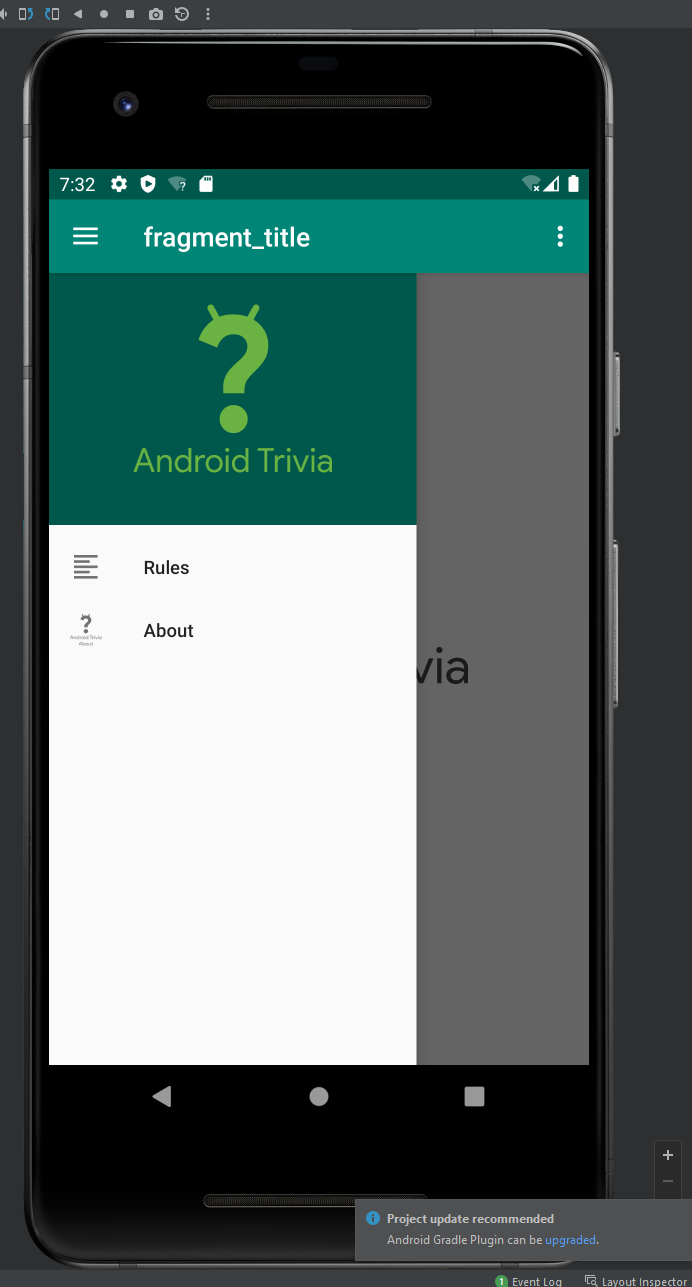 7:32
fragment_title
Android Trivia
Rules
Android Trivia
About
About
via
Project update recommended
Android Gradle Plugin can be upgraded.
1 Event Log
Layout Inspector